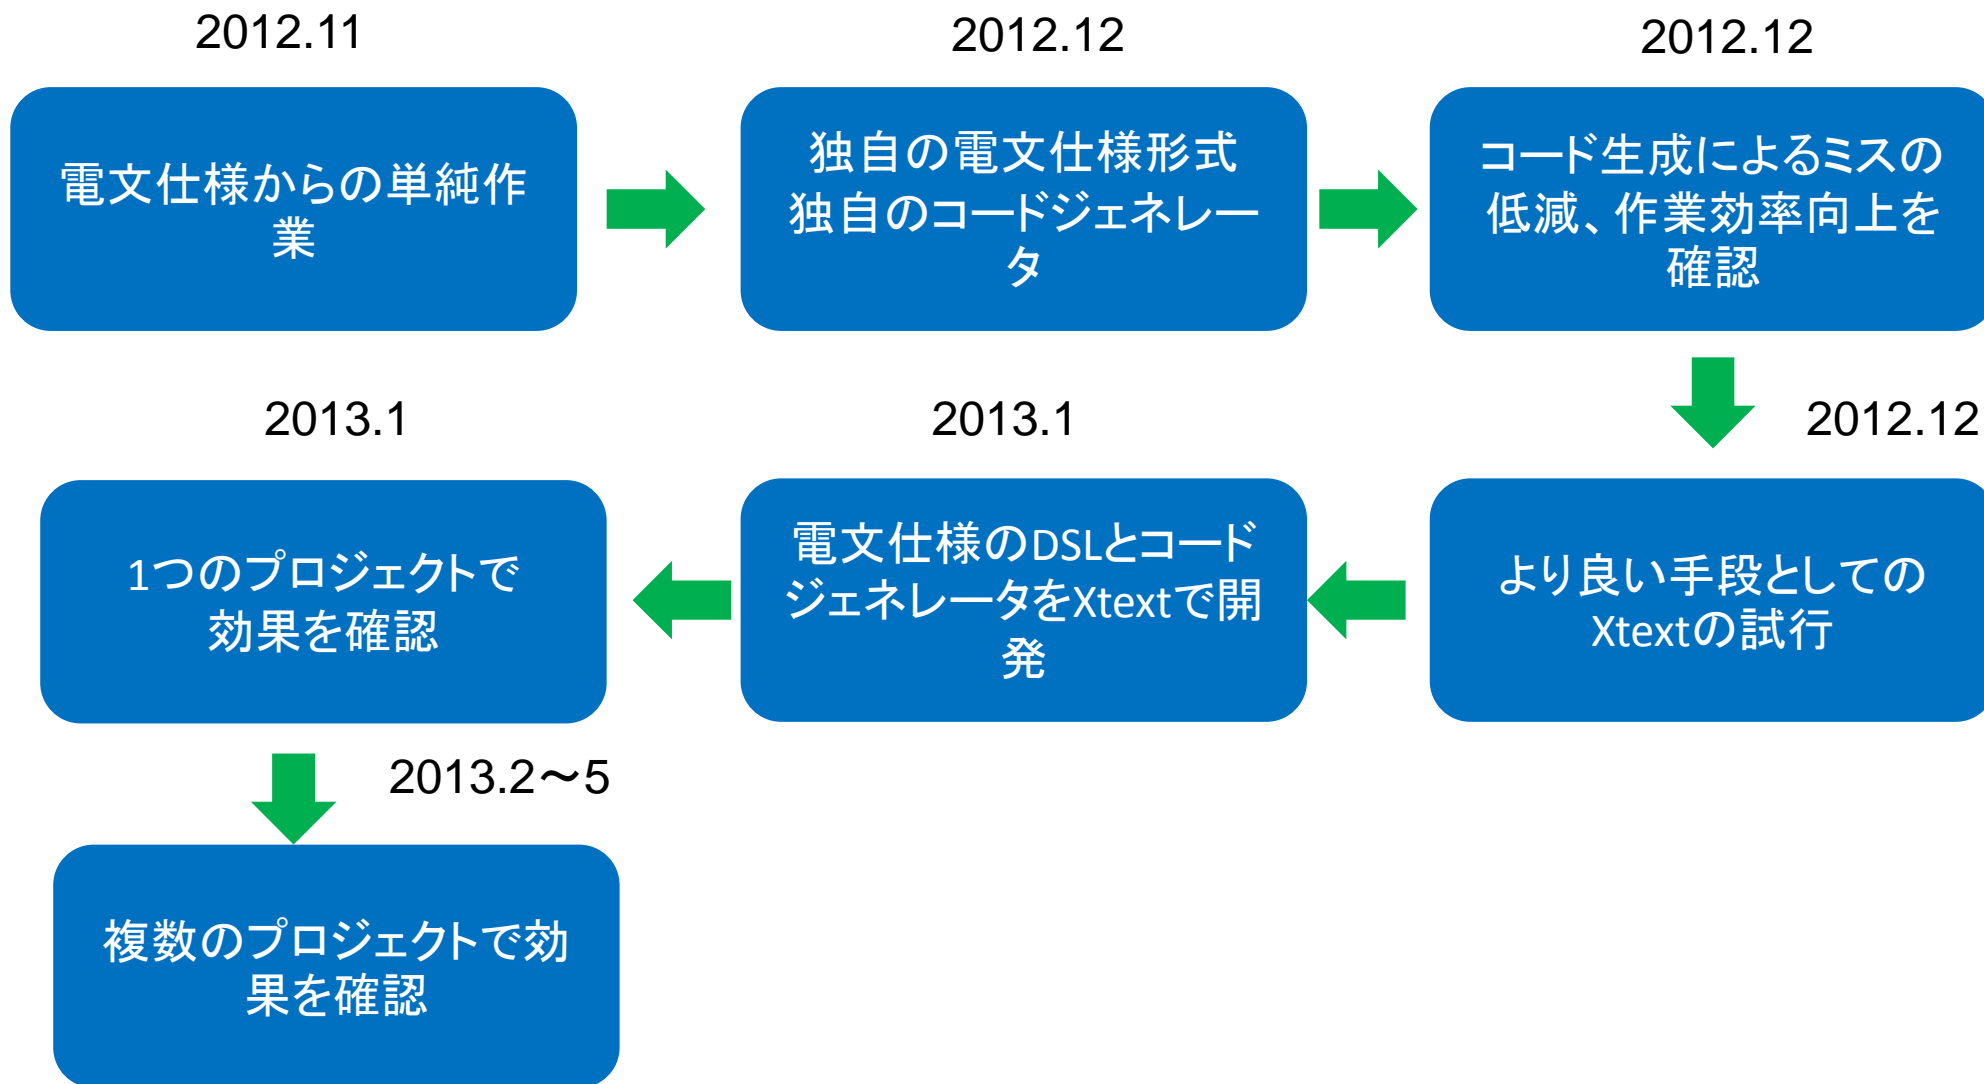 2012.11
電文仕様からの単純作
業
2012.12
独自の電文仕様形式
独自のコードジェネレー
タ
2012.12
コード生成によるミスの
低減、作業効率向上を
確認
2012.12
より良い手段としての
Xtextの試行
2013.1
電文仕様のDSLとコード
ジェネレータをXtextで開
発
2013.1
1つのプロジェクトで
効果を確認
2013.2～5
複数のプロジェクトで効
果を確認